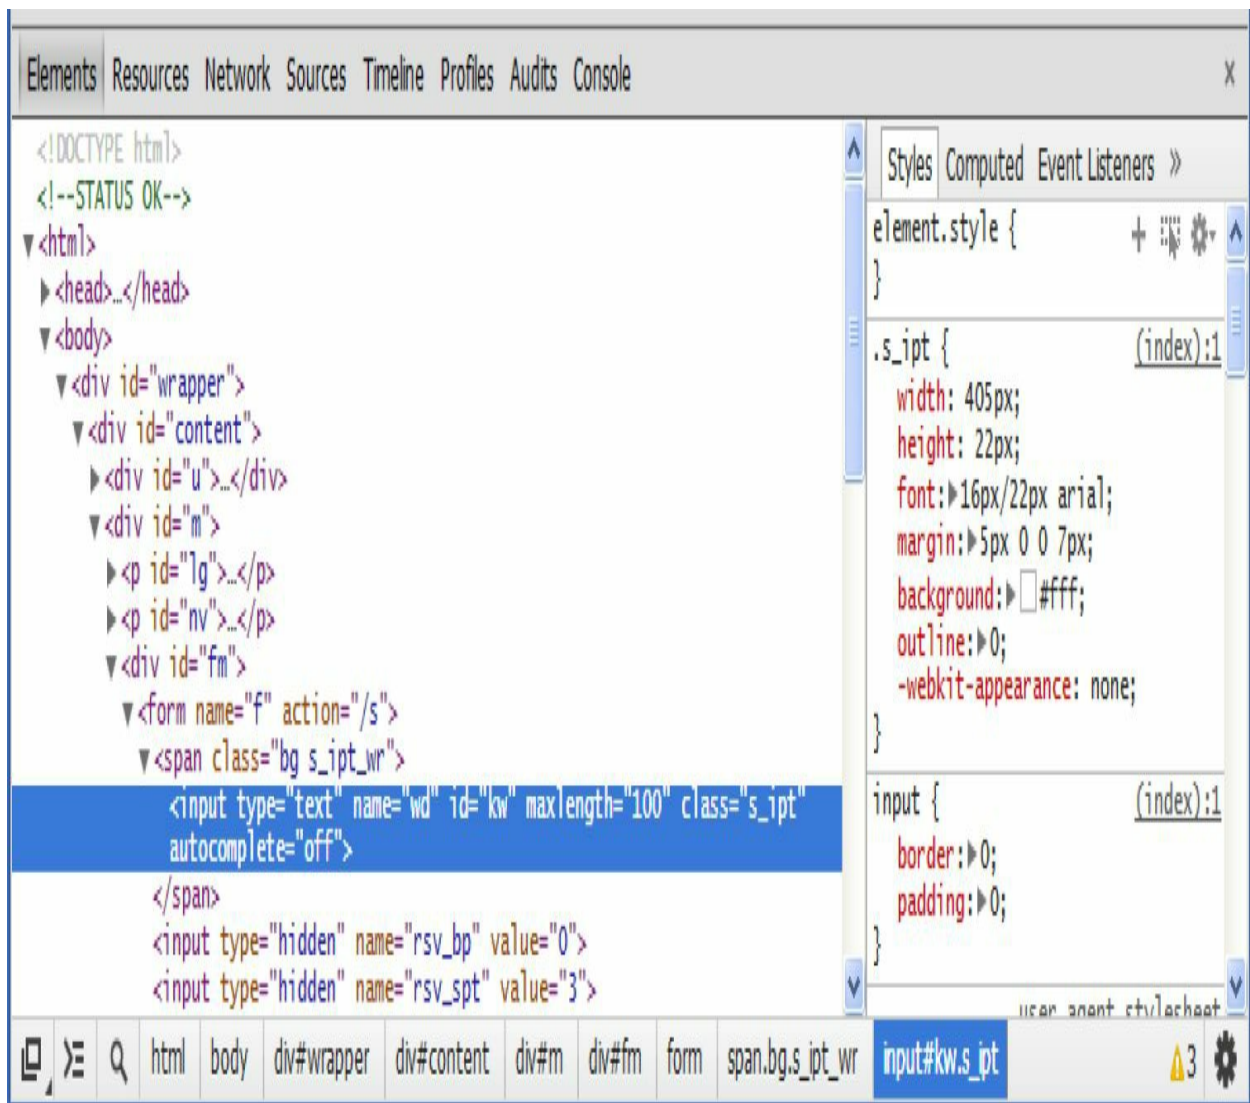 Elements Resources Network Sources Timeline Profiles Audits Console x
<!DOCTYPE html>
<!--STATUS OK-->
▼<html>
▶<head>…</head>
▼<body>
▼<div id="wrapper">
▼<div id="content">
▶<div id="u">…</div>
▼<div id="m">
▶<p id="lg">…</p>
▶<p id="nv">…</p>
▼<div id="fm">
▼<form name="f" action="/s">
▼<span class="bg s_ipt_wr">
<input type="text" name="wd" id="kw" maxlength="100" class="s_ipt"
autocomplete="off">
</span>
<input type="hidden" name="rsv_bp" value="0">
<input type="hidden" name="rsv_spt" value="3">
Styles Computed Event Listeners »
element.style {
}
.s_ipt { (index):1
width: 405px;
height: 22px;
font:▶16px/22px arial;
margin:▶5px 0 0 7px;
background:▶#fff;
outline:▶0;
-webkit-appearance: none;
}
input { (index):1
border:▶0;
padding:▶0;
}
user agent stylesheet
html body div#wrapper div#content div#m div#fm form span.bg.s_ipt_wr input#kw.s_ipt 3